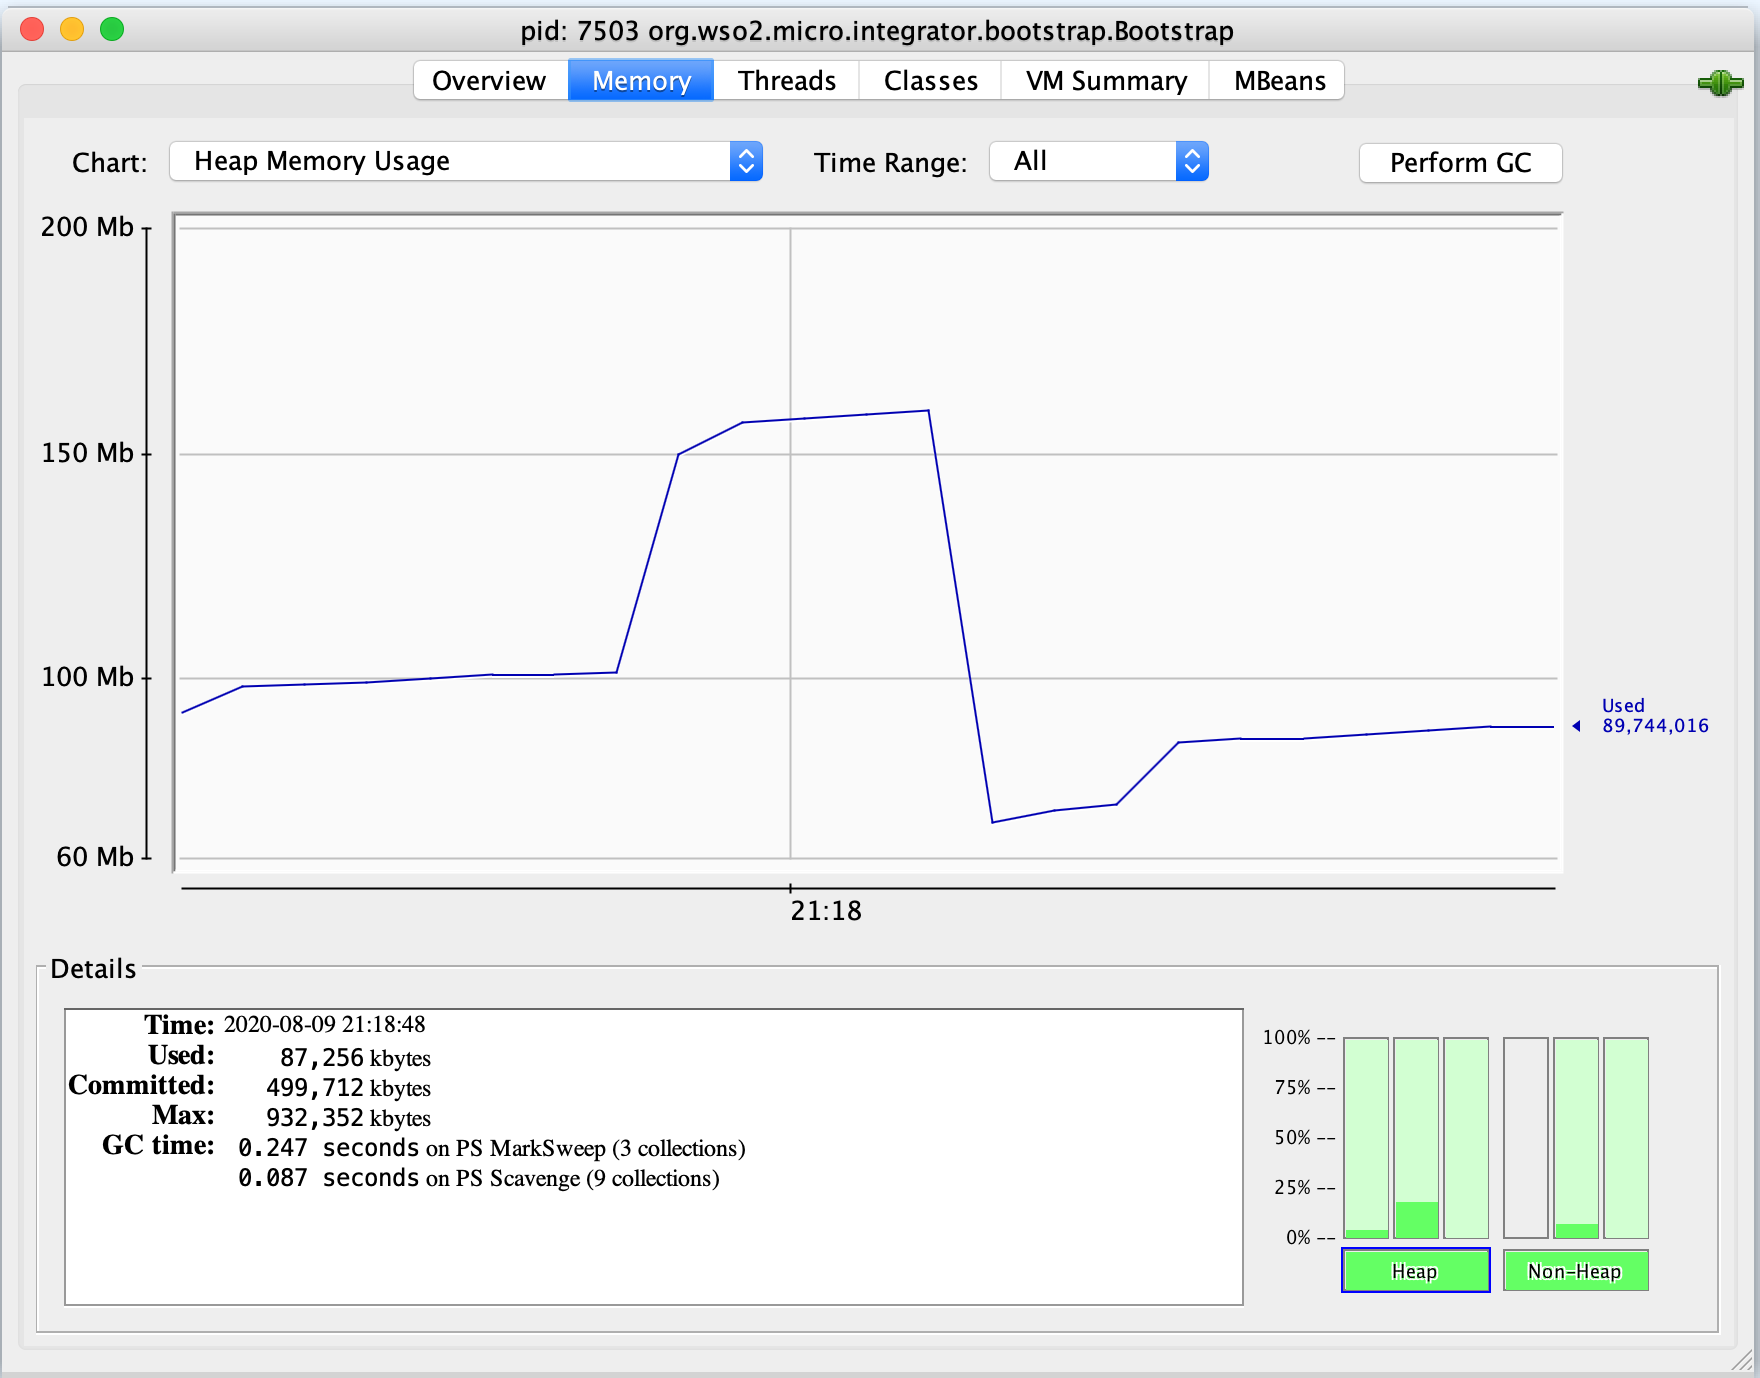 pid: 7503 org.wso2.micro.integrator.bootstrap.Bootstrap
Overview Memory Threads Classes VM Summary MBeans
Chart: Heap Memory Usage Time Range: All Perform GC
200 Mb
150 Mb
100 Mb
60 Mb
Used
89,744,016
21:18
Details
Time: 2020-08-09 21:18:48
Used: 87,256 kbytes
Committed: 499,712 kbytes
Max: 932,352 kbytes
GC time: 0.247 seconds on PS MarkSweep (3 collections)
0.087 seconds on PS Scavenge (9 collections)
100% --
75% --
50% --
25% --
0% --
Heap Non-Heap